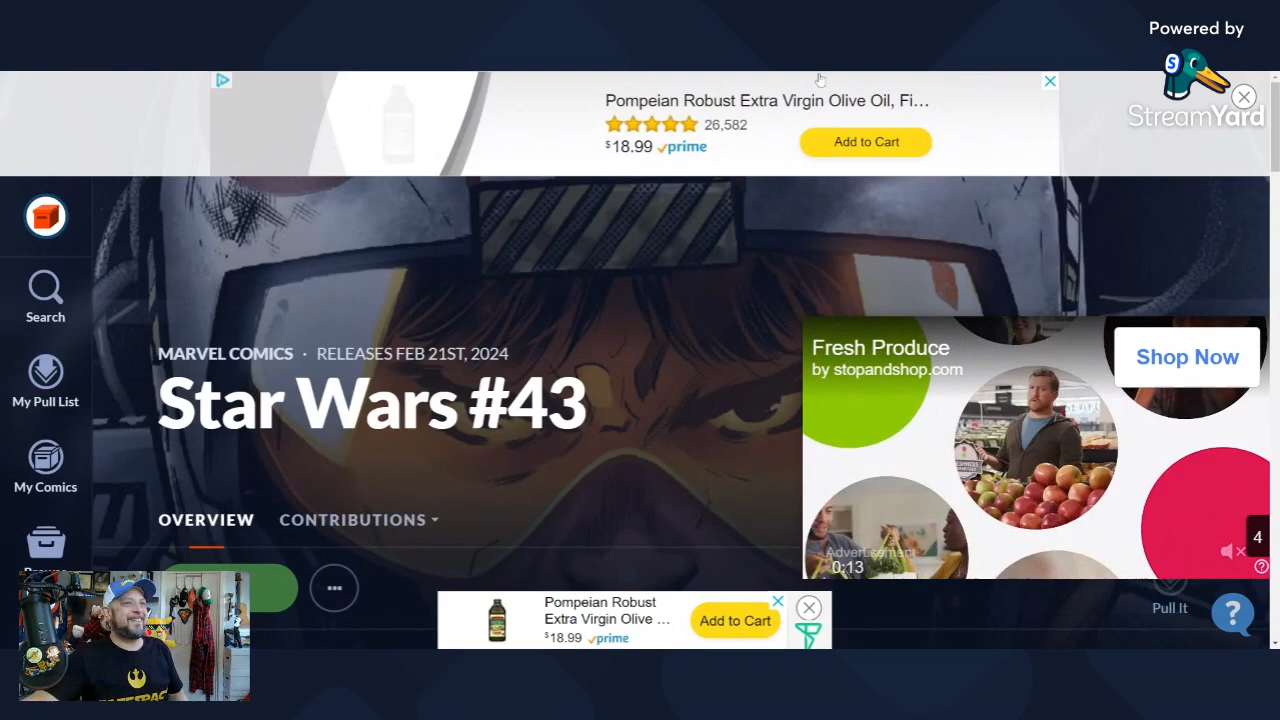 Powered by
StreamYard
Pompeian Robust Extra Virgin Olive Oil, Fi...
26,582
$18.99 prime
Add to Cart
Search
My Pull List
My Comics
MARVEL COMICS · RELEASES FEB 21ST, 2024
Star Wars #43
OVERVIEW CONTRIBUTIONS
Fresh Produce
by stopandshop.com
Shop Now
Advertisement
0:13
4
Pull It
?
Pompeian Robust
Extra Virgin Olive ...
$18.99 prime
Add to Cart